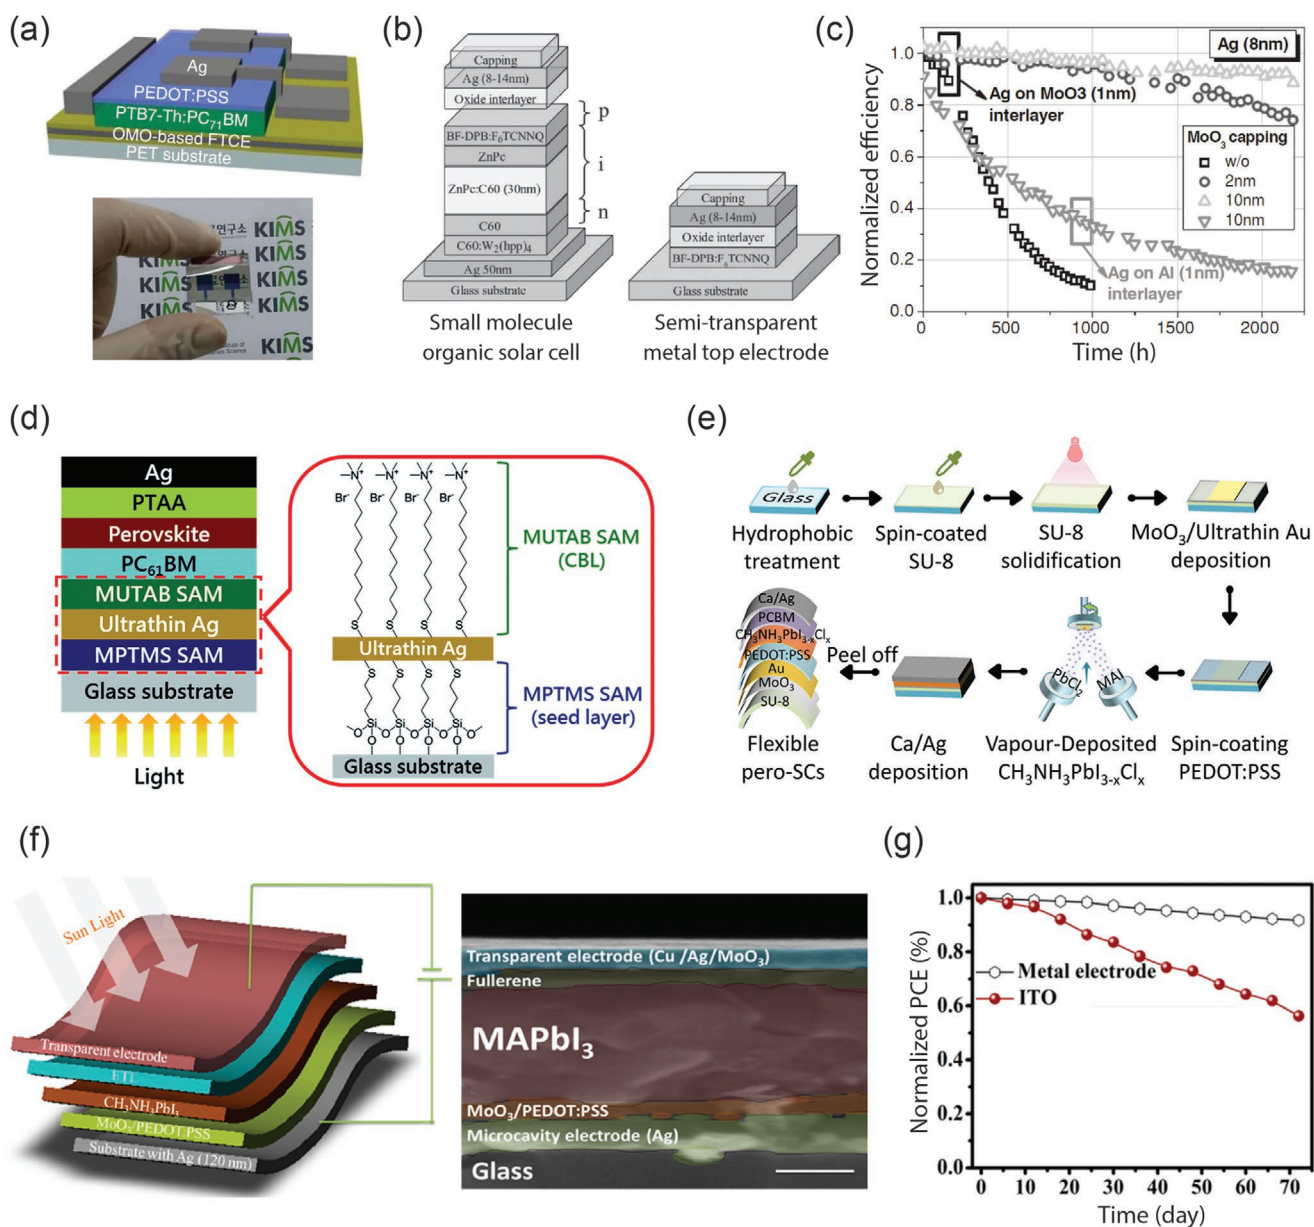 (a)
Ag
PEDOT:PSS
PTB7-Th:PC₇₁BM
OMO-based FTCE
PET substrate
KIMS
KIMS
KIMS
KIMS
KIMS
(b)
Capping
Ag (8-14nm)
Oxide interlayer
BF-DPB:F₆TCNNQ
ZnPc
ZnPc:C60 (30nm)
C60
C60:W₂(hpp)₄
Ag 50nm
Glass substrate
p
i
n
Small molecule
organic solar cell
Capping
Ag (8-14nm)
Oxide interlayer
BF-DPB:F₆TCNNQ
Glass substrate
Semi-transparent
metal top electrode
(c)
Normalized efficiency
1.0
0.8
0.6
0.4
0.2
0.0
Ag (8nm)
Ag on MoO3 (1nm)
interlayer
MoO₃ capping
w/o
2nm
10nm
10nm
Ag on Al (1nm)
interlayer
0 500 1000 1500 2000
Time (h)
(d)
Ag
PTAA
Perovskite
PC₆₁BM
MUTAB SAM
Ultrathin Ag
MPTMS SAM
Glass substrate
Light
N⁺ N⁺ N⁺ N⁺
Br⁻ Br⁻ Br⁻ Br⁻
S S S S
Ultrathin Ag
S S S S
Si Si Si Si
O O O O O
O O O O
Glass substrate
MUTAB SAM
(CBL)
MPTMS SAM
(seed layer)
(e)
Glass
Hydrophobic
treatment
Spin-coated
SU-8
SU-8
solidification
MoO₃/Ultrathin Au
deposition
Ca/Ag
PCBM
CH₃NH₃PbI₃₋ₓClₓ
PEDOT:PSS
Au
MoO₃
SU-8
Peel off
PbCl₂
MAI
Flexible
pero-SCs
Ca/Ag
deposition
Vapour-Deposited
CH₃NH₃PbI₃₋ₓClₓ
Spin-coating
PEDOT:PSS
(f)
Sun Light
Transparent electrode
ETL
CH₃NH₃PbI₃
MoO₃/PEDOT:PSS
Substrate with Ag (120 nm)
Transparent electrode (Cu /Ag/MoO₃)
Fullerene
MAPbI₃
MoO₃/PEDOT:PSS
Microcavity electrode (Ag)
Glass
(g)
Normalized PCE (%)
1.0
0.8
0.6
0.4
0.2
0.0
Metal electrode
ITO
0 10 20 30 40 50 60 70
Time (day)